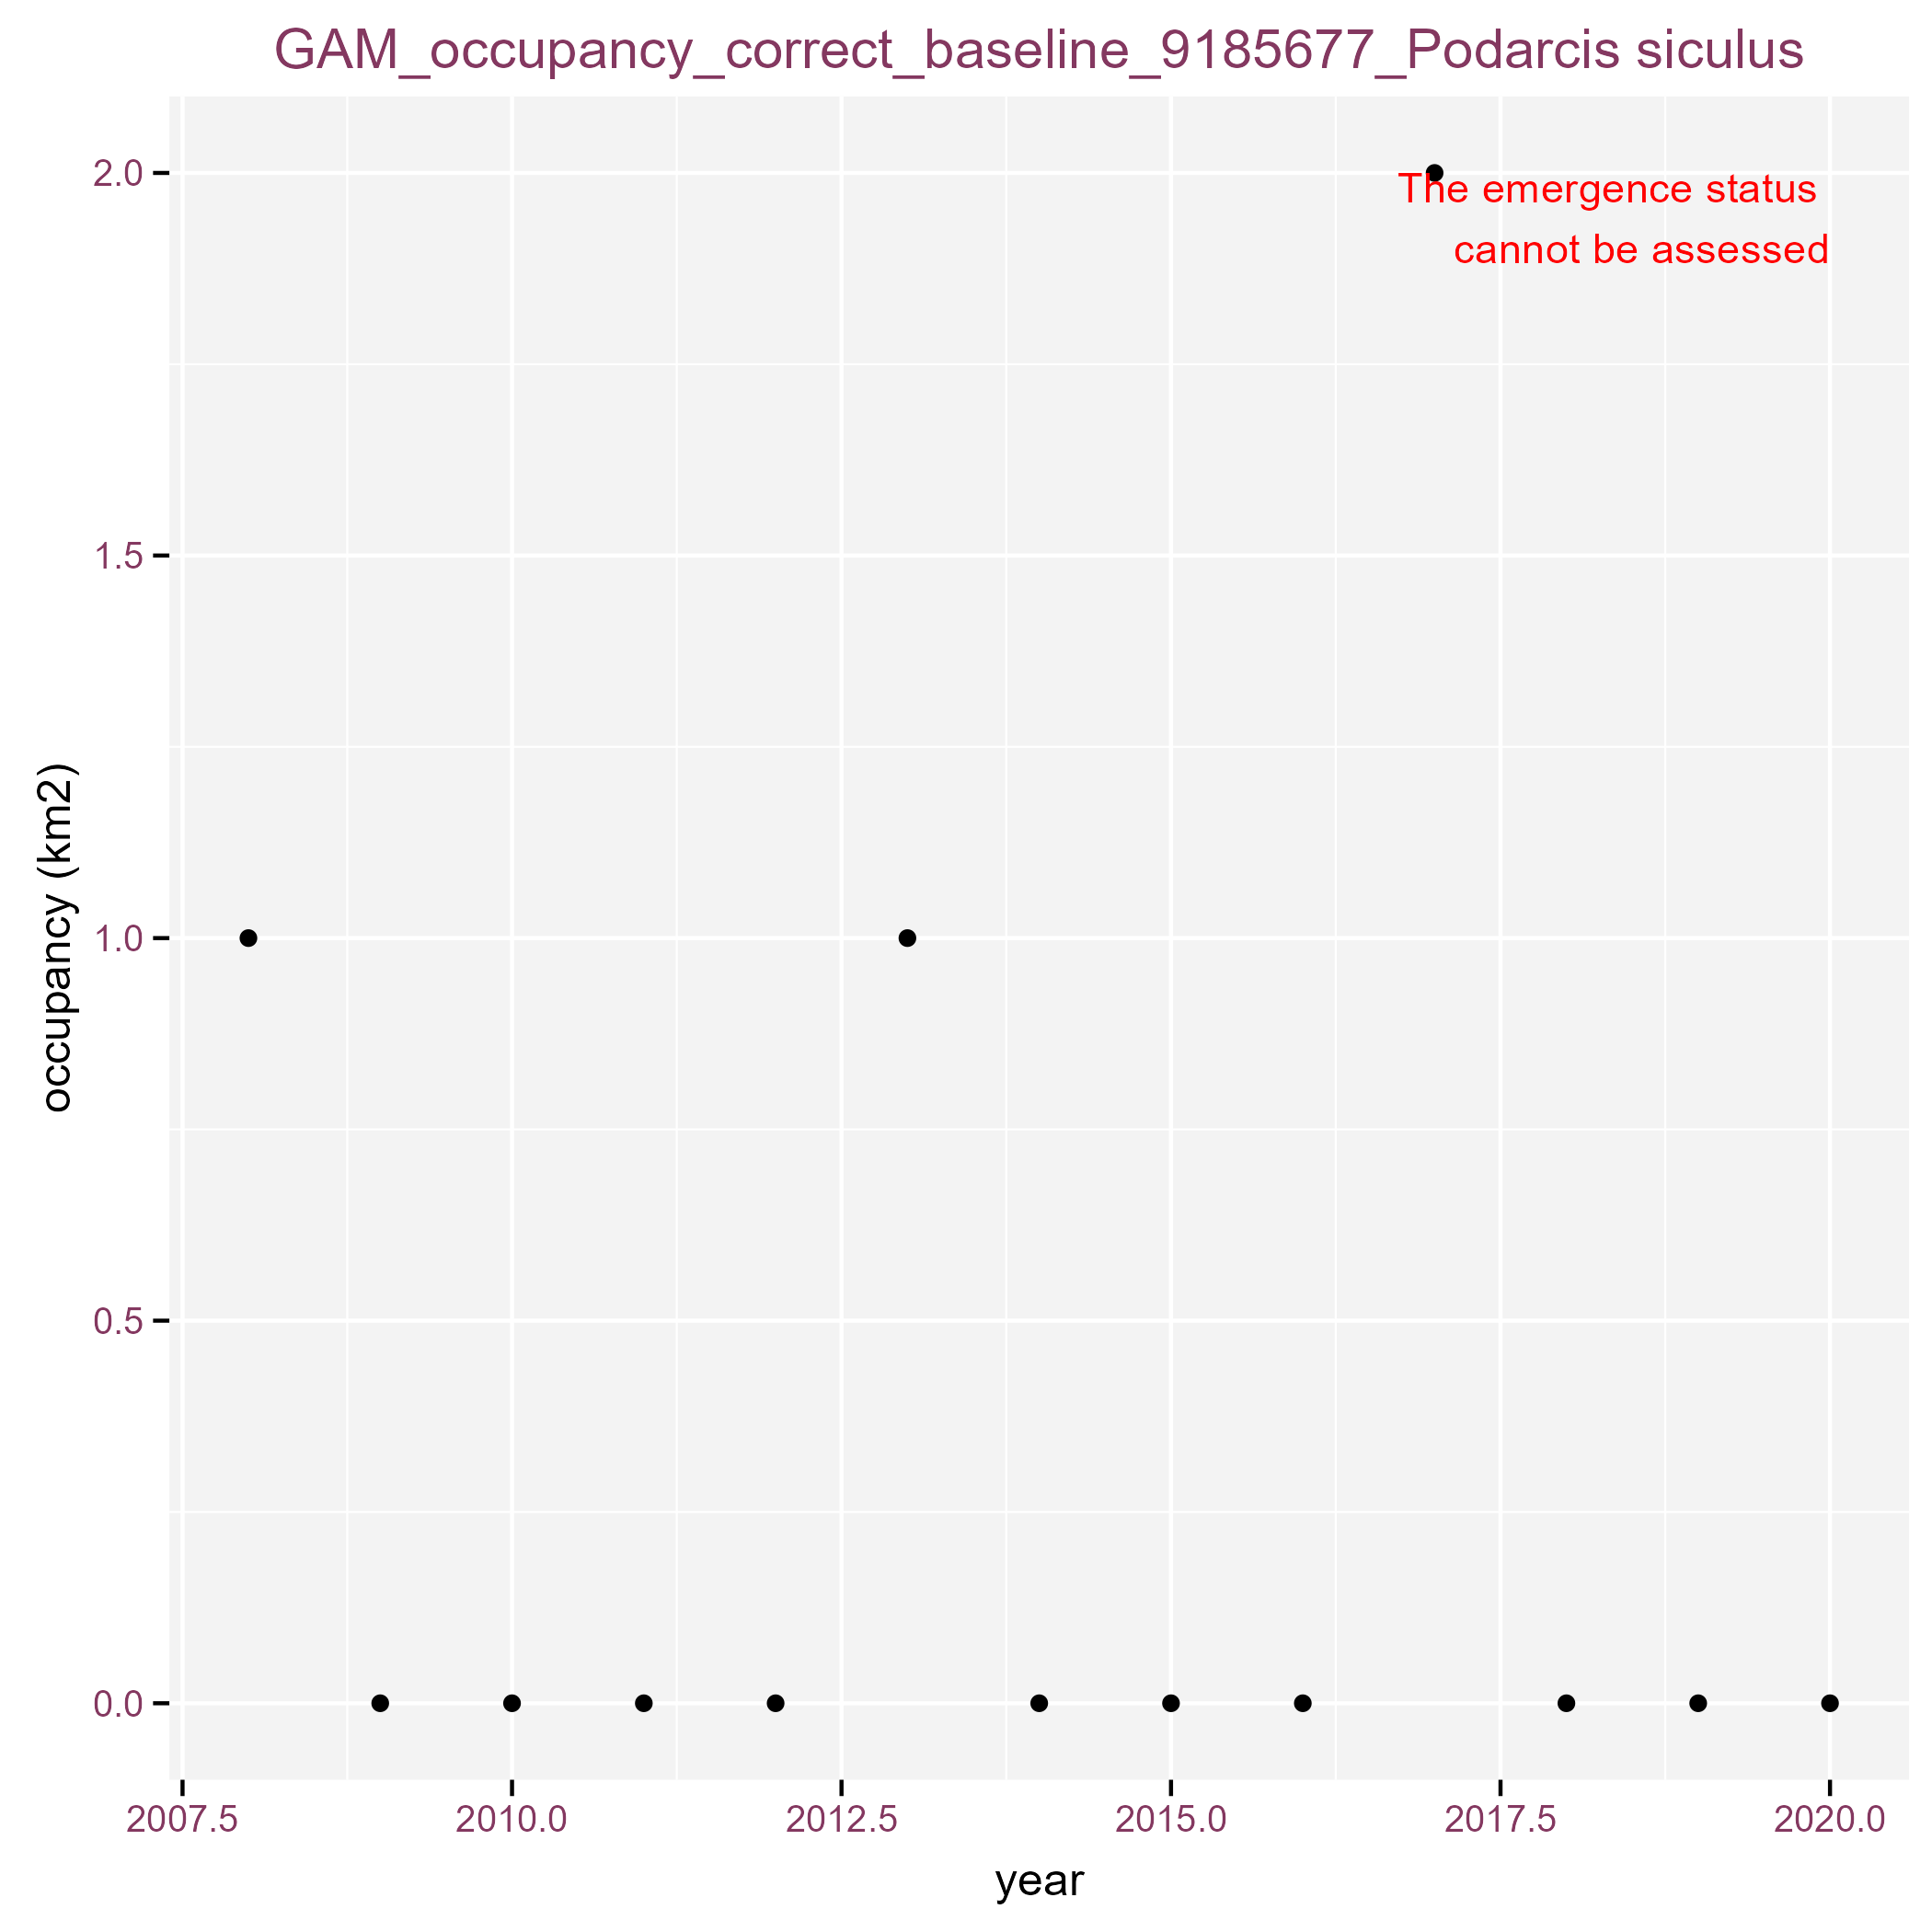 GAM_occupancy_correct_baseline_9185677_Podarcis siculus
2.0
The emergence status
cannot be assessed
1.5
occupancy (km2)
1.0
0.5
0.0
2007.5 2010.0 2012.5 2015.0 2017.5 2020.0
year